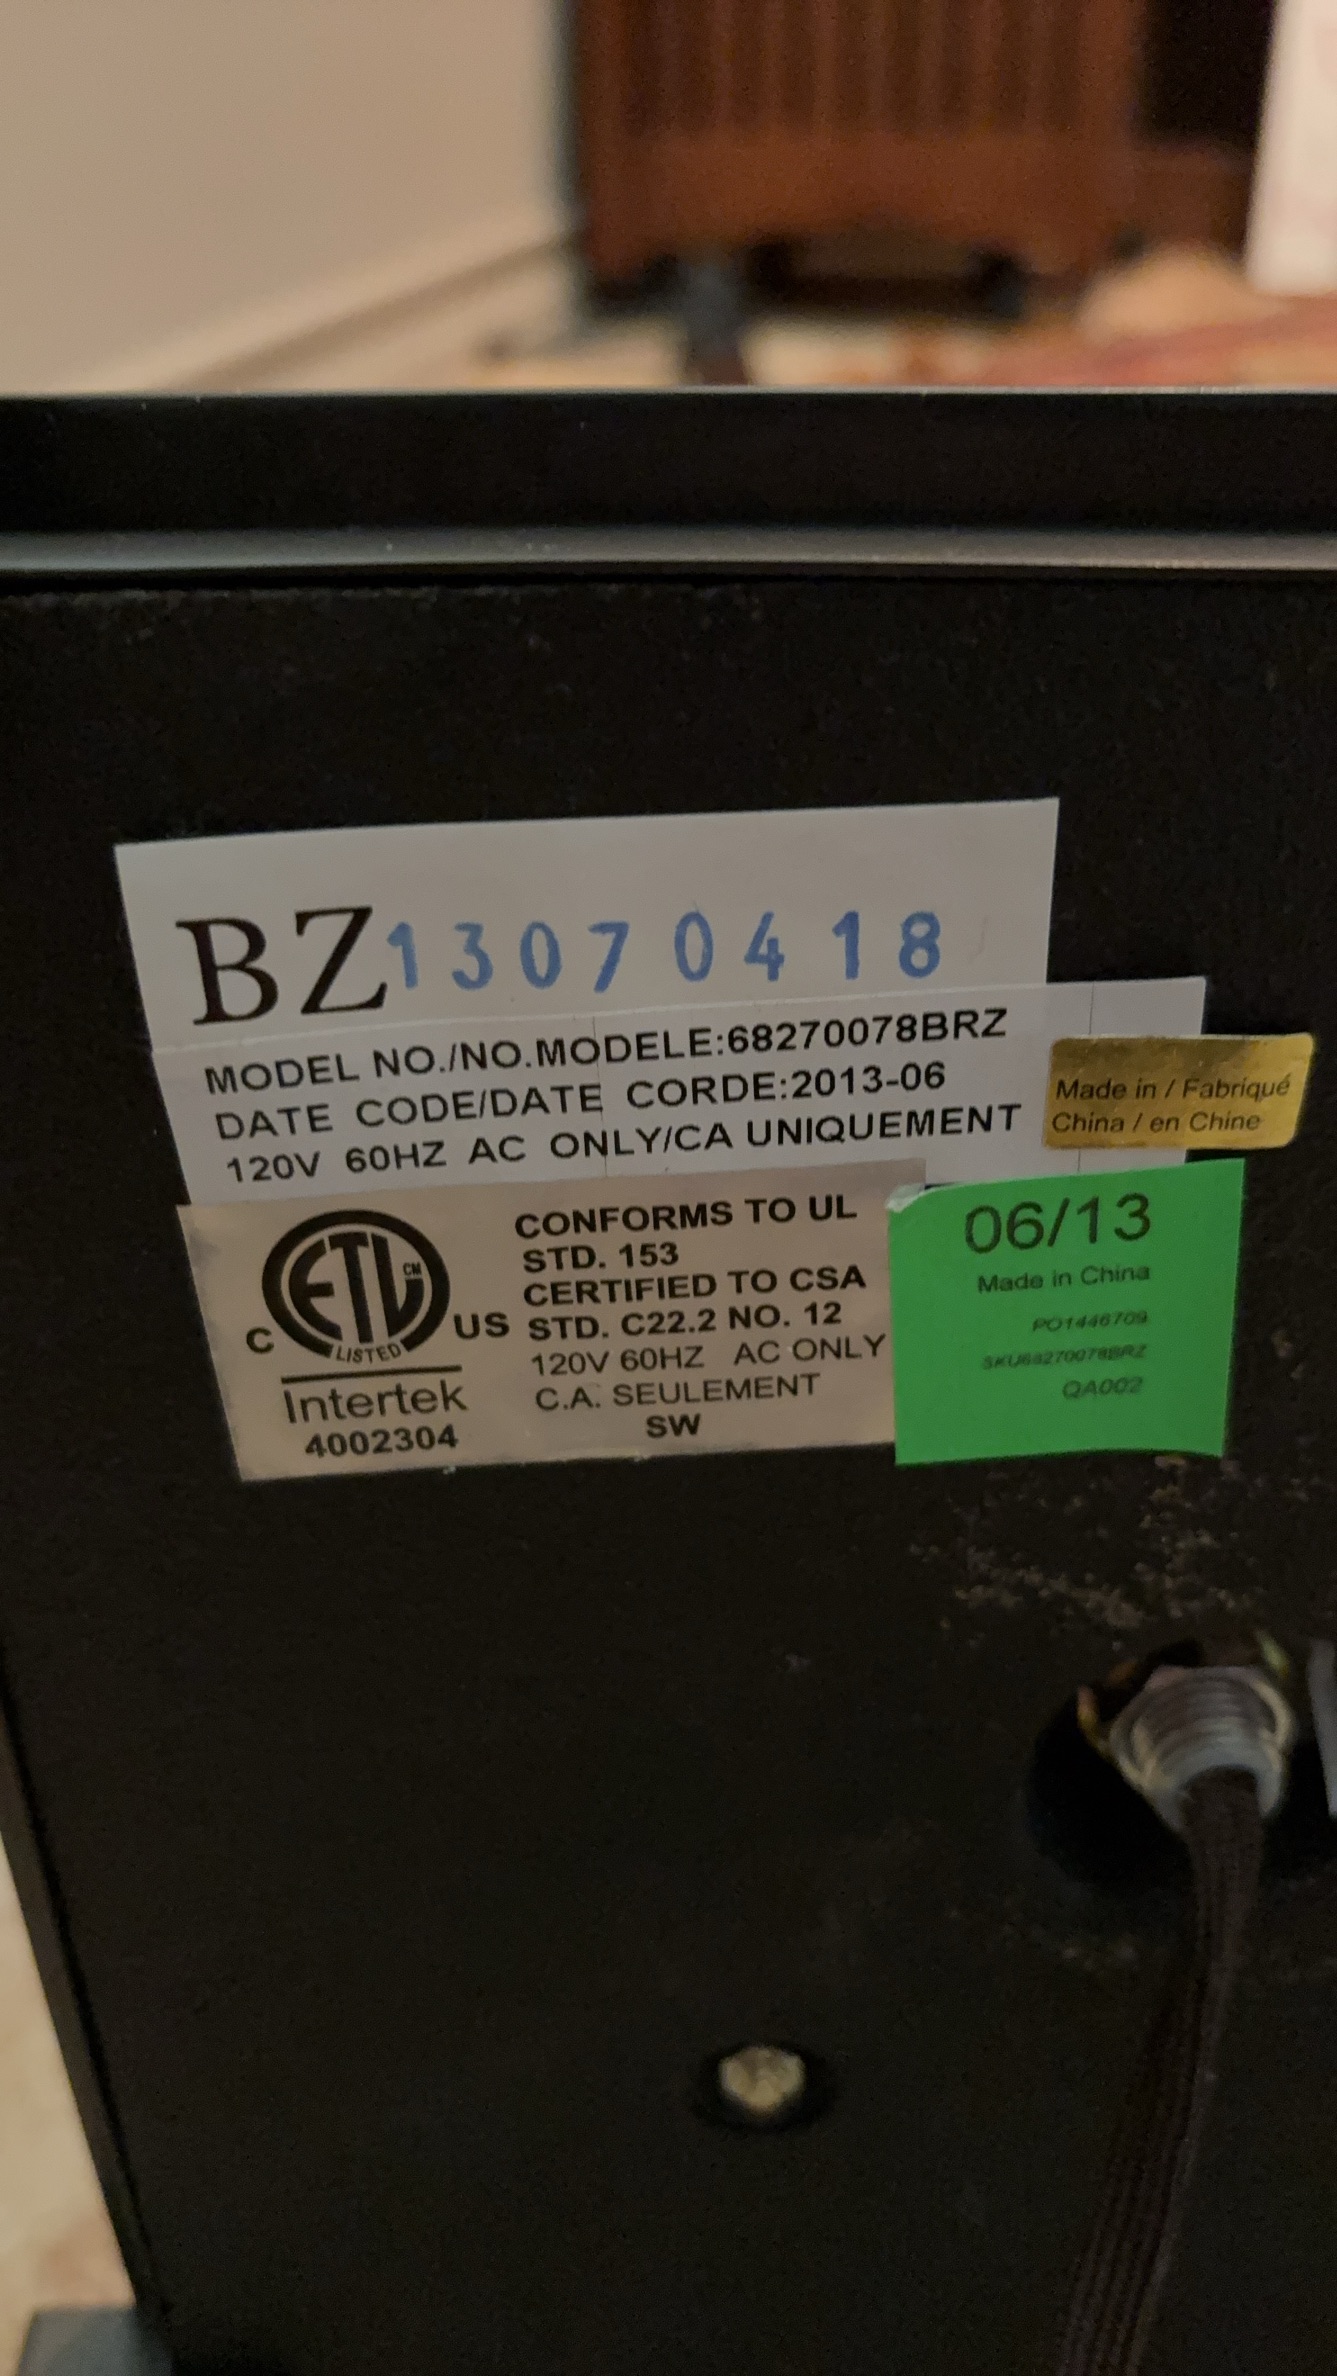 BZ13070418
MODEL NO./NO.MODELE:68270078BRZ
DATE CODE/DATE CORDE:2013-06
120V 60HZ AC ONLY/CA UNIQUEMENT
Made in / Fabriqué
China / en Chine
ETL CM
LISTED
C US
Intertek
4002304
CONFORMS TO UL
STD. 153
CERTIFIED TO CSA
STD. C22.2 NO. 12
120V 60HZ AC ONLY
C.A. SEULEMENT
SW
06/13
Made in China
PO1446709
SKU68270078BRZ
QA002